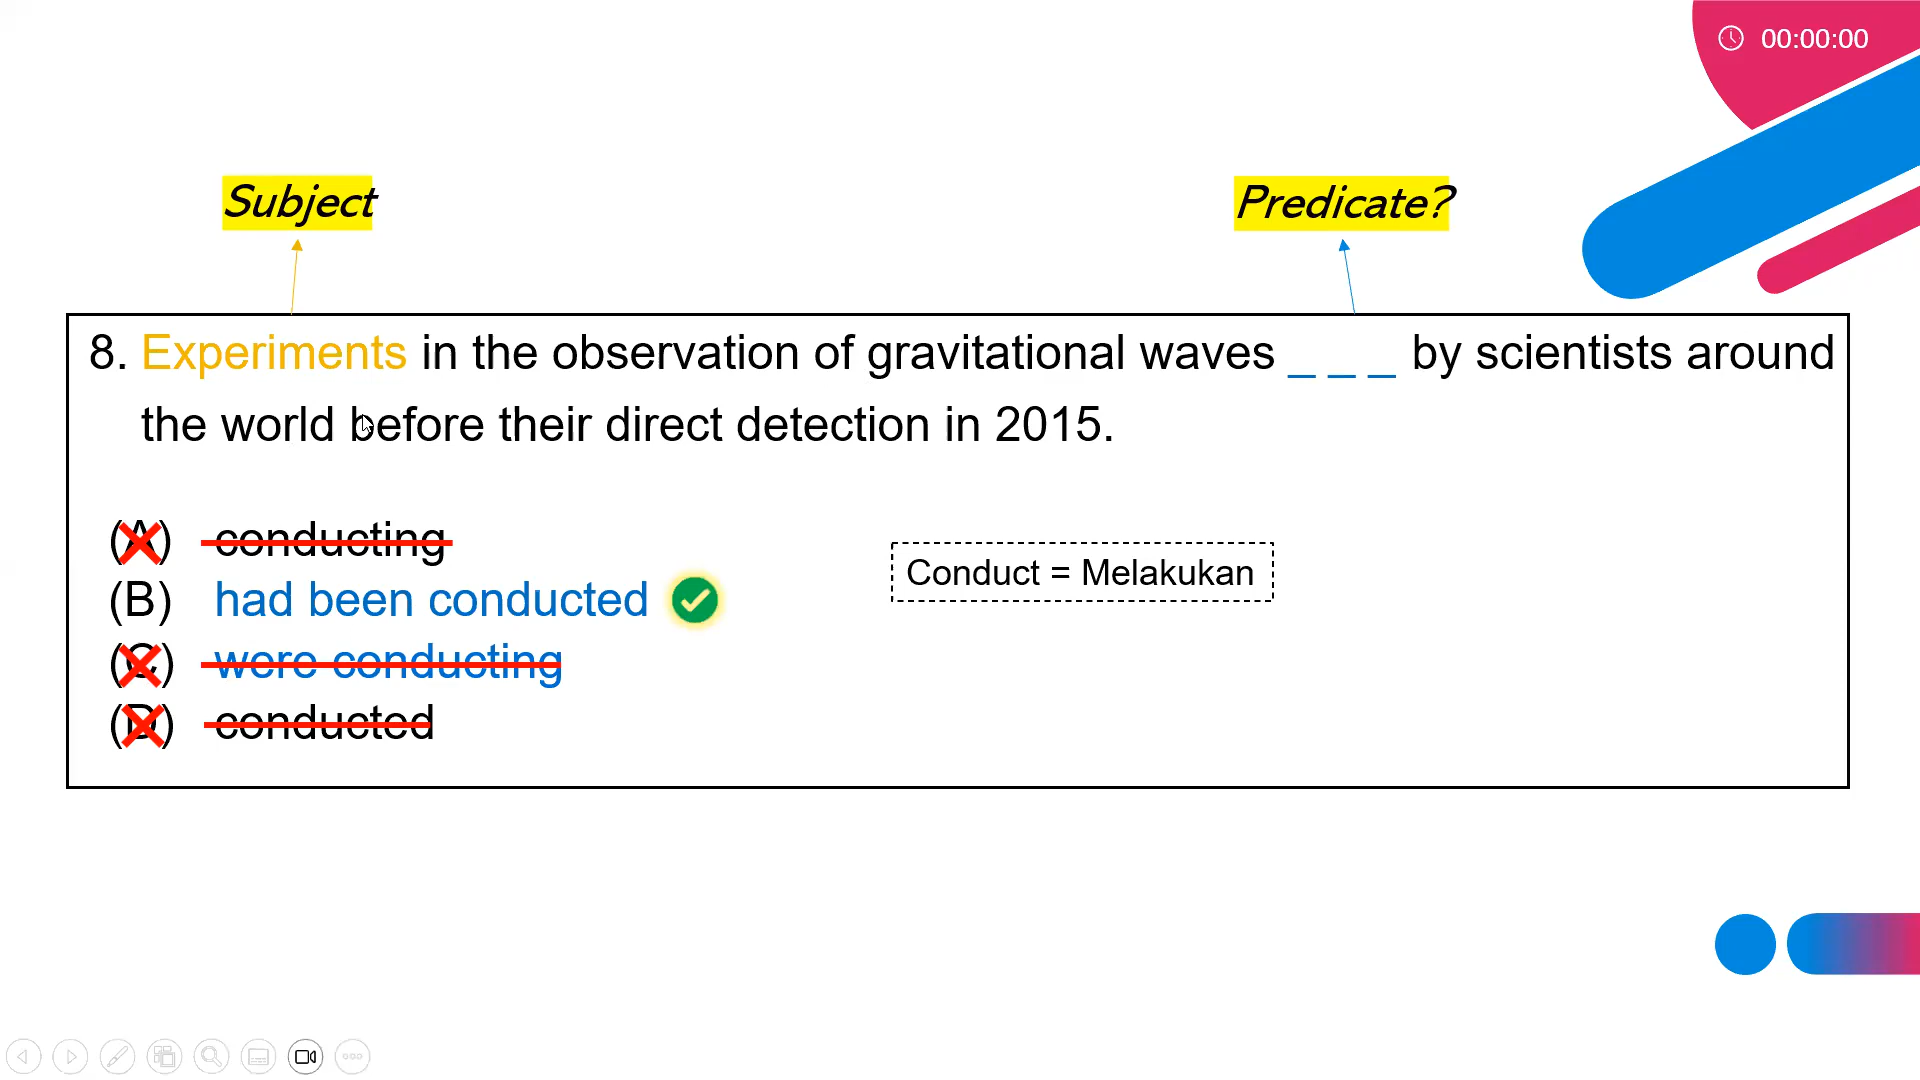 00:00:00
Subject
Predicate?
8. Experiments in the observation of gravitational waves _ _ _ by scientists around
the world before their direct detection in 2015.
(A) conducting
(B) had been conducted
(C) were conducting
(D) conducted
Conduct = Melakukan